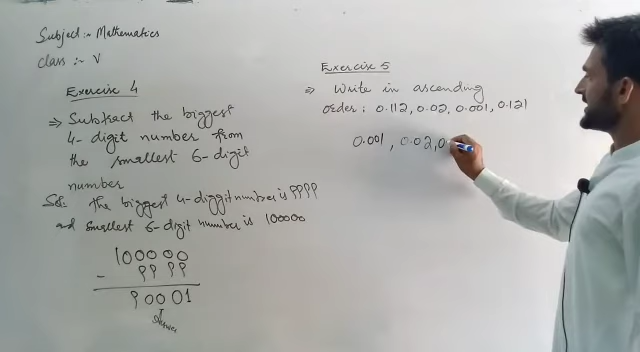 Subject:- Mathematics
Class :- V
Exercise 4
⇒ Subtract the biggest
4-digit number from
the smallest 6-digit
number
Sol: The biggest 4-diggit number is 9999
and smallest 6-digit number is 100000
100000
- 9999
90001
Answer
Exercise 5
⇒ Write in ascending
order: 0.112, 0.02, 0.001, 0.121
0.001, 0.02, 0